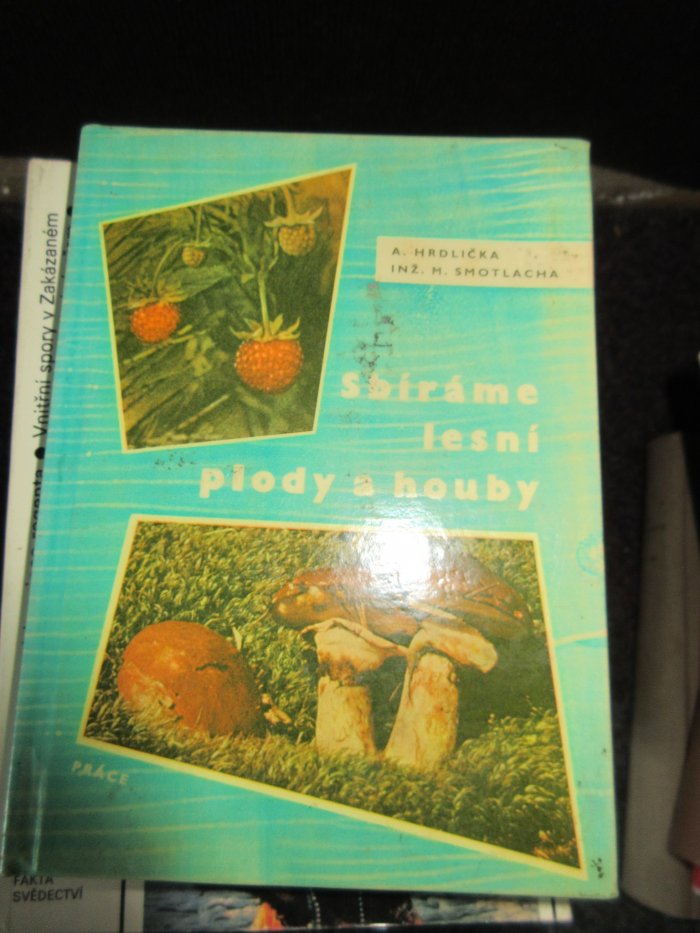 A. HRDLIČKA
INŽ. M. SMOTLACHA
Sbíráme
lesní
plody a houby
PRÁCE
Vnitřní spory v Zakázaném
FAKTA
SVĚDECTVÍ